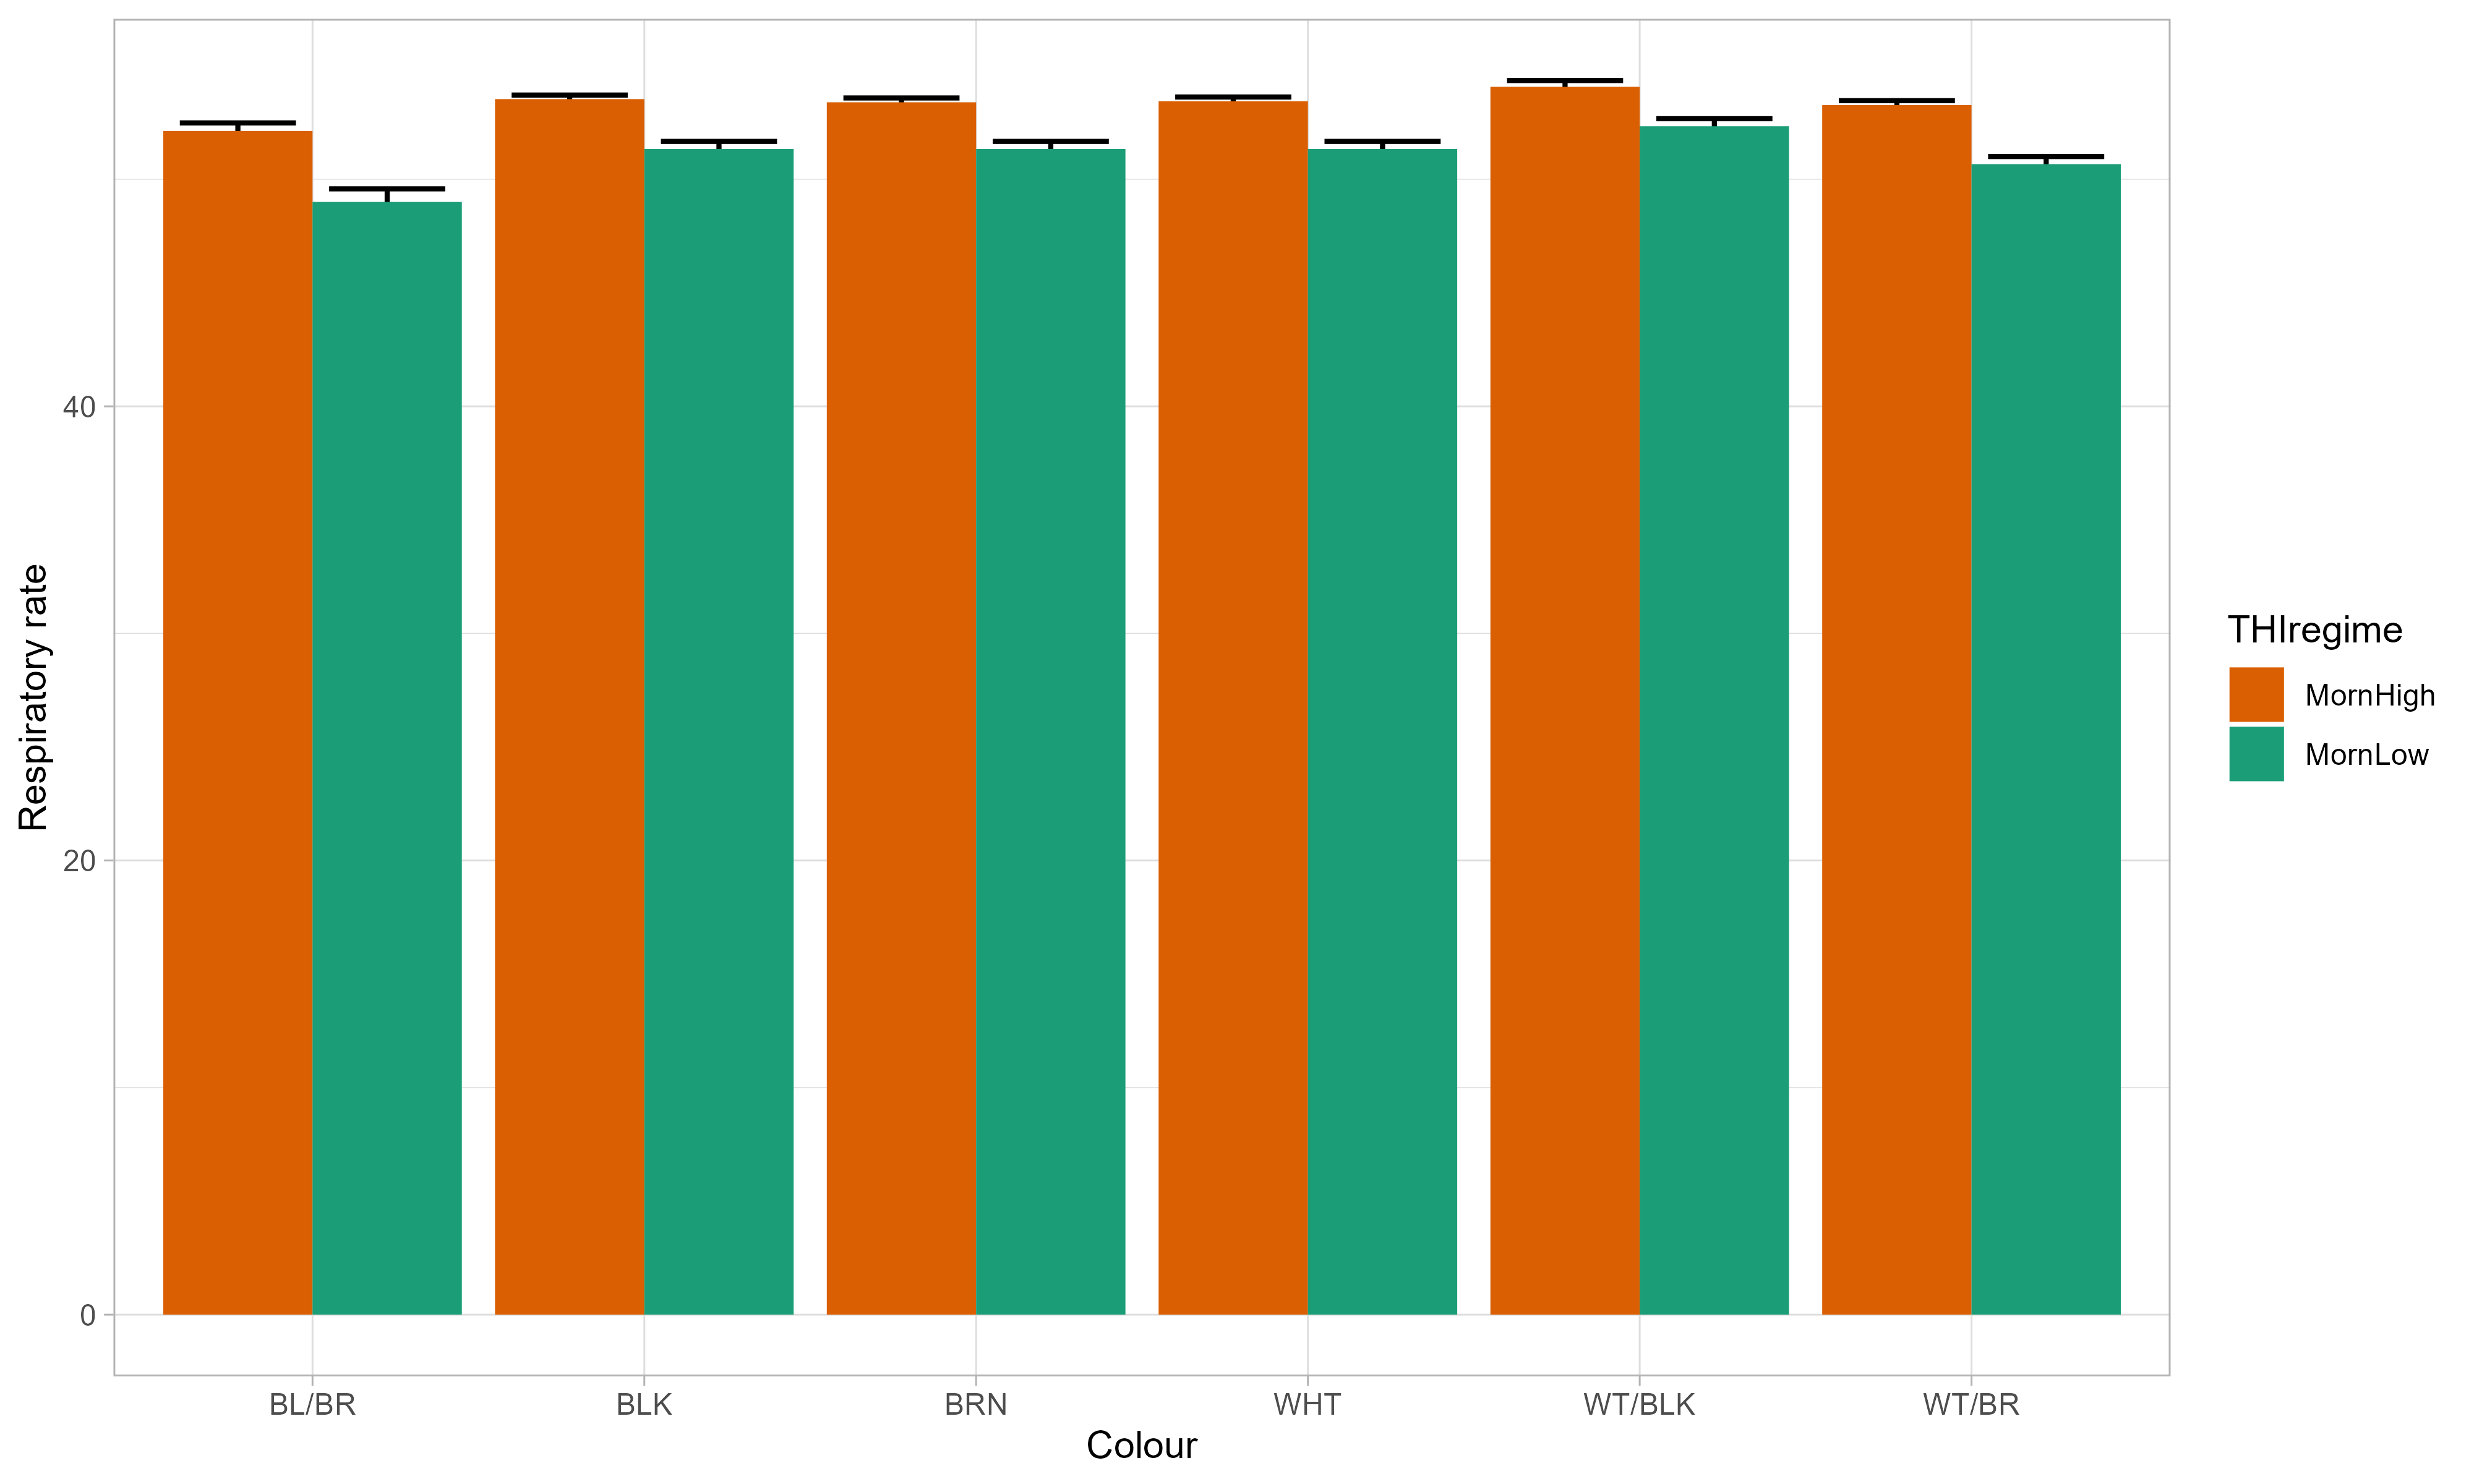 40
20
0
Respiratory rate
BL/BR
BLK
BRN
WHT
WT/BLK
WT/BR
Colour
THIregime
MornHigh
MornLow